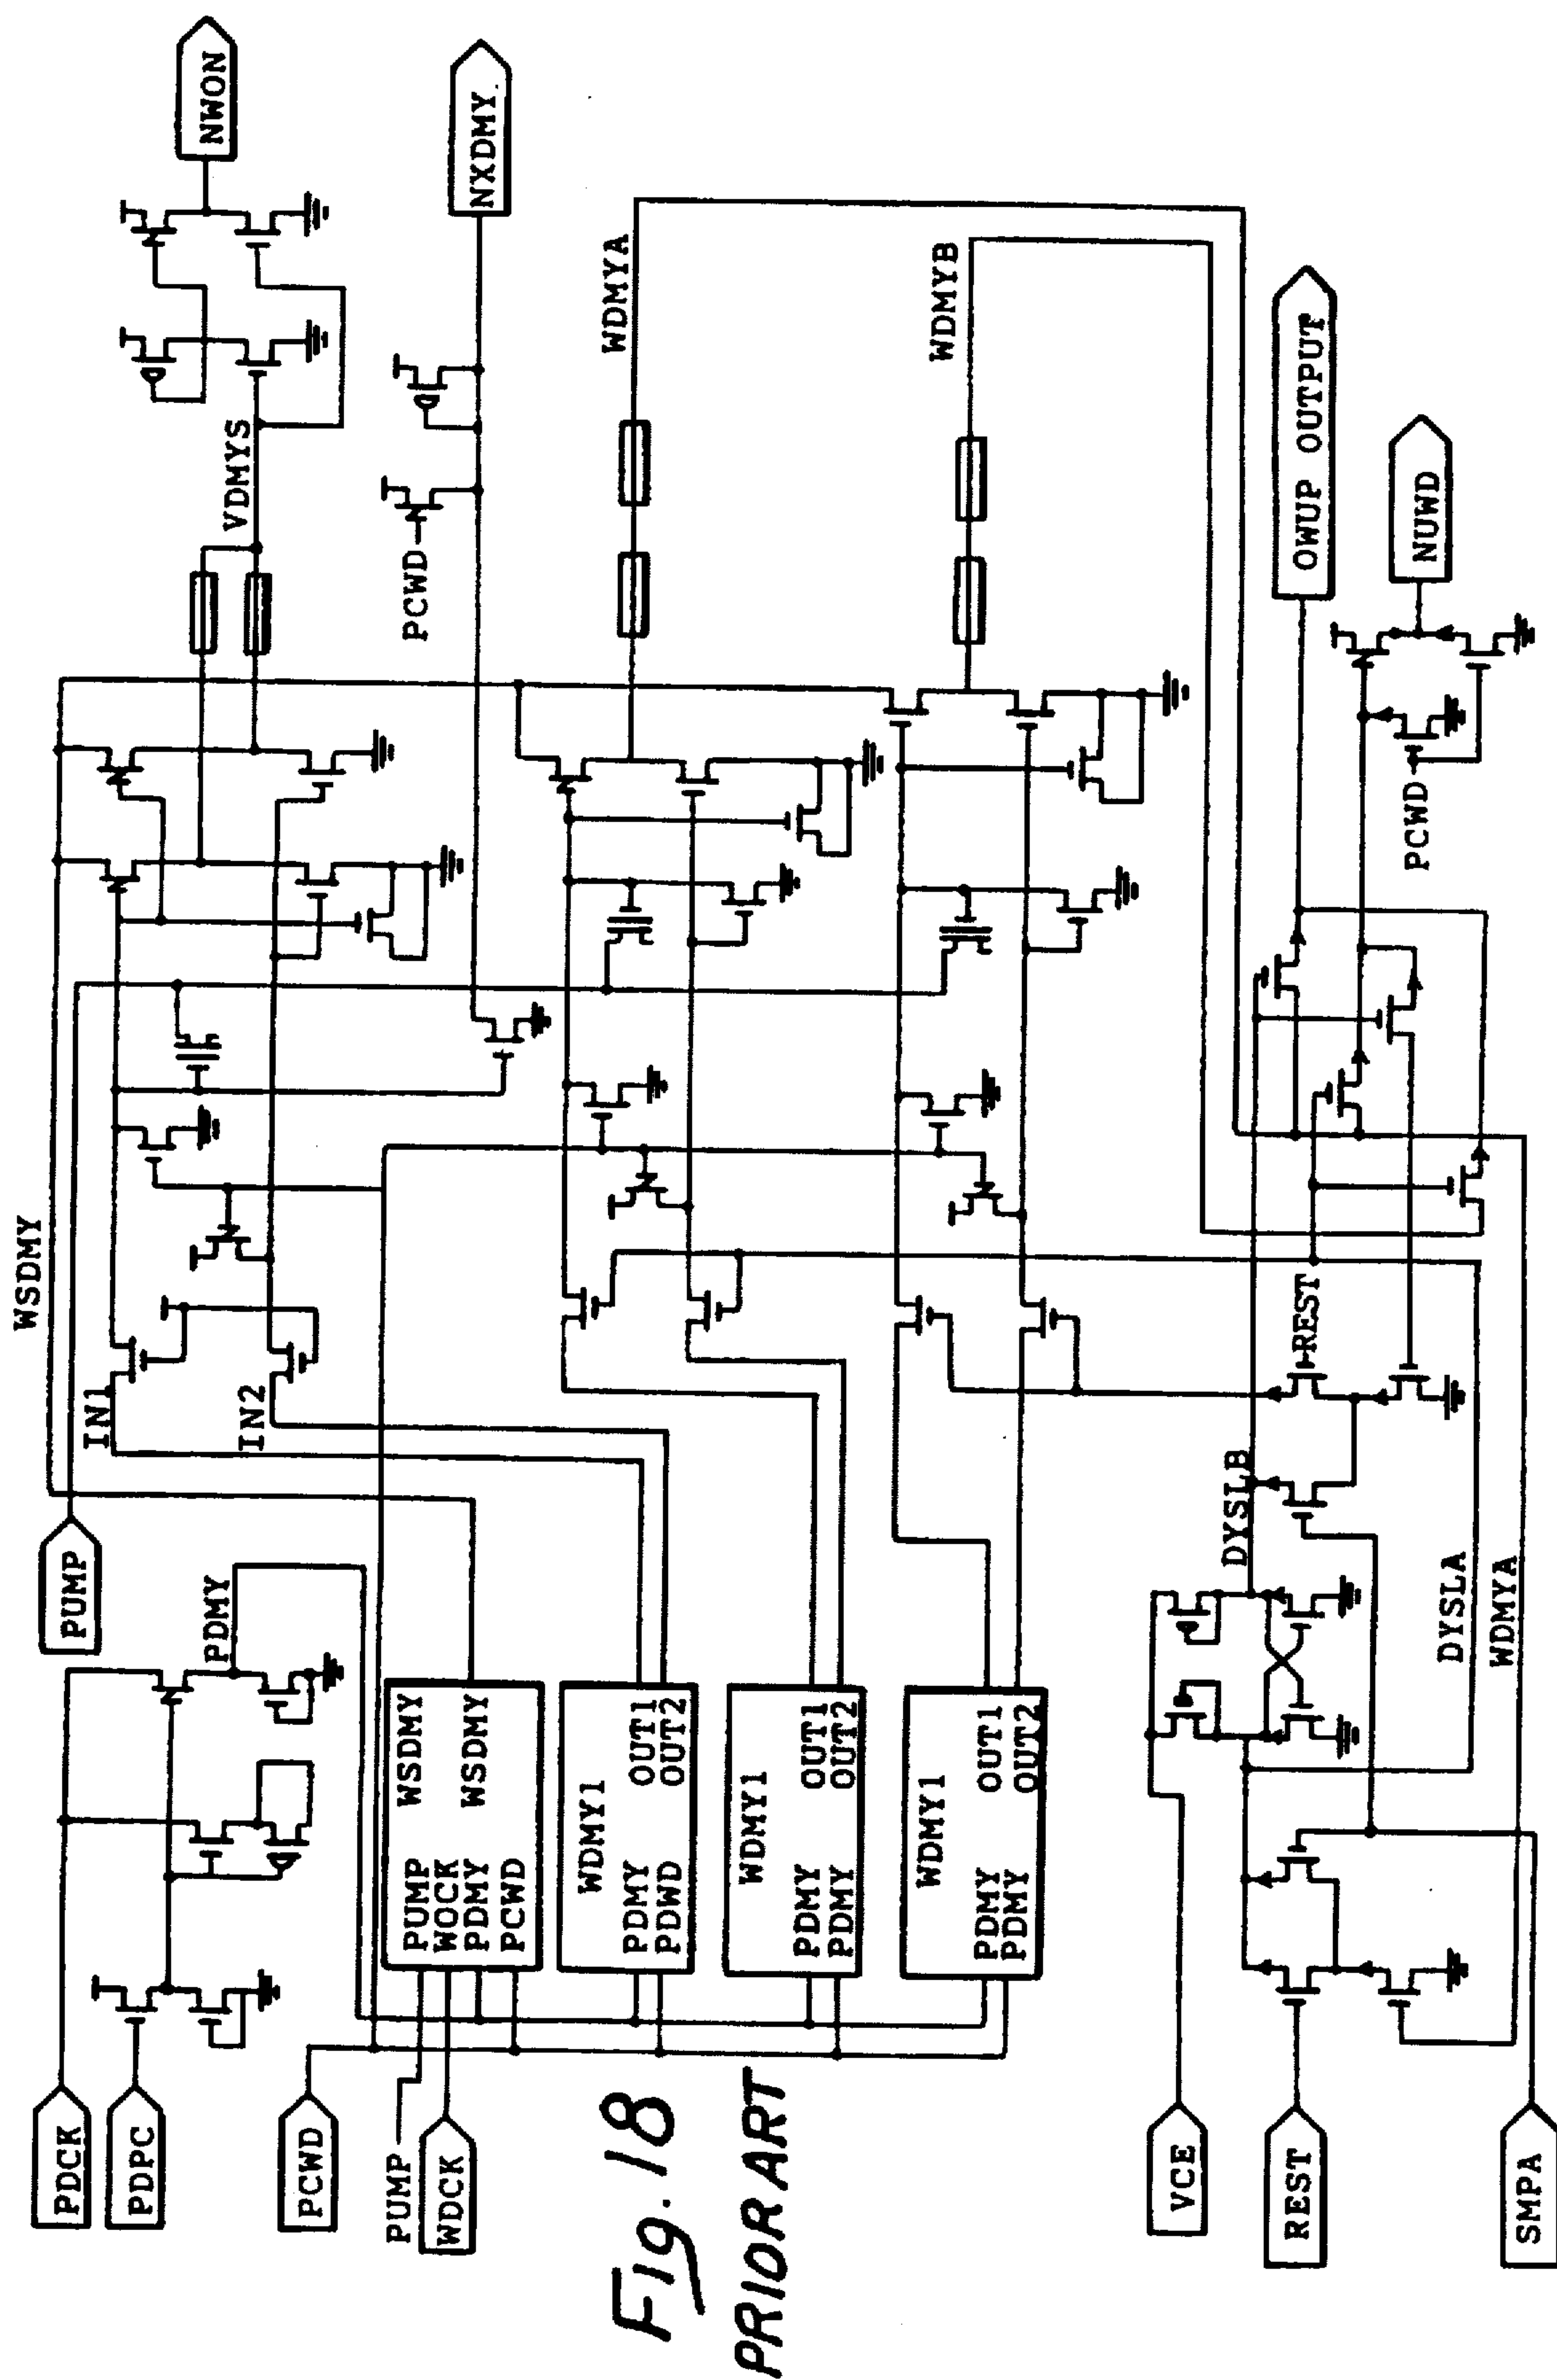 PDCK
PDPC
PCWD
PUMP
WDCK
PUMP
PDMY
WSDMY
IN1
IN2
VDMYS
NWON
PCWD
NXDMY
PUMP
WOCK
PDMY
PCWD
WSDMY
WSDMY
WDMY1
PDMY
PDWD
OUT1
OUT2
WDMY1
PDMY
PDMY
OUT1
OUT2
WDMY1
PDMY
PDMY
OUT1
OUT2
WDMYA
WDMYB
Fig. 18
PRIOR ART
VCE
REST
SMPA
DYSLB
REST
DYSLA
WDMYA
OWUP OUTPUT
PCWD
NUWD